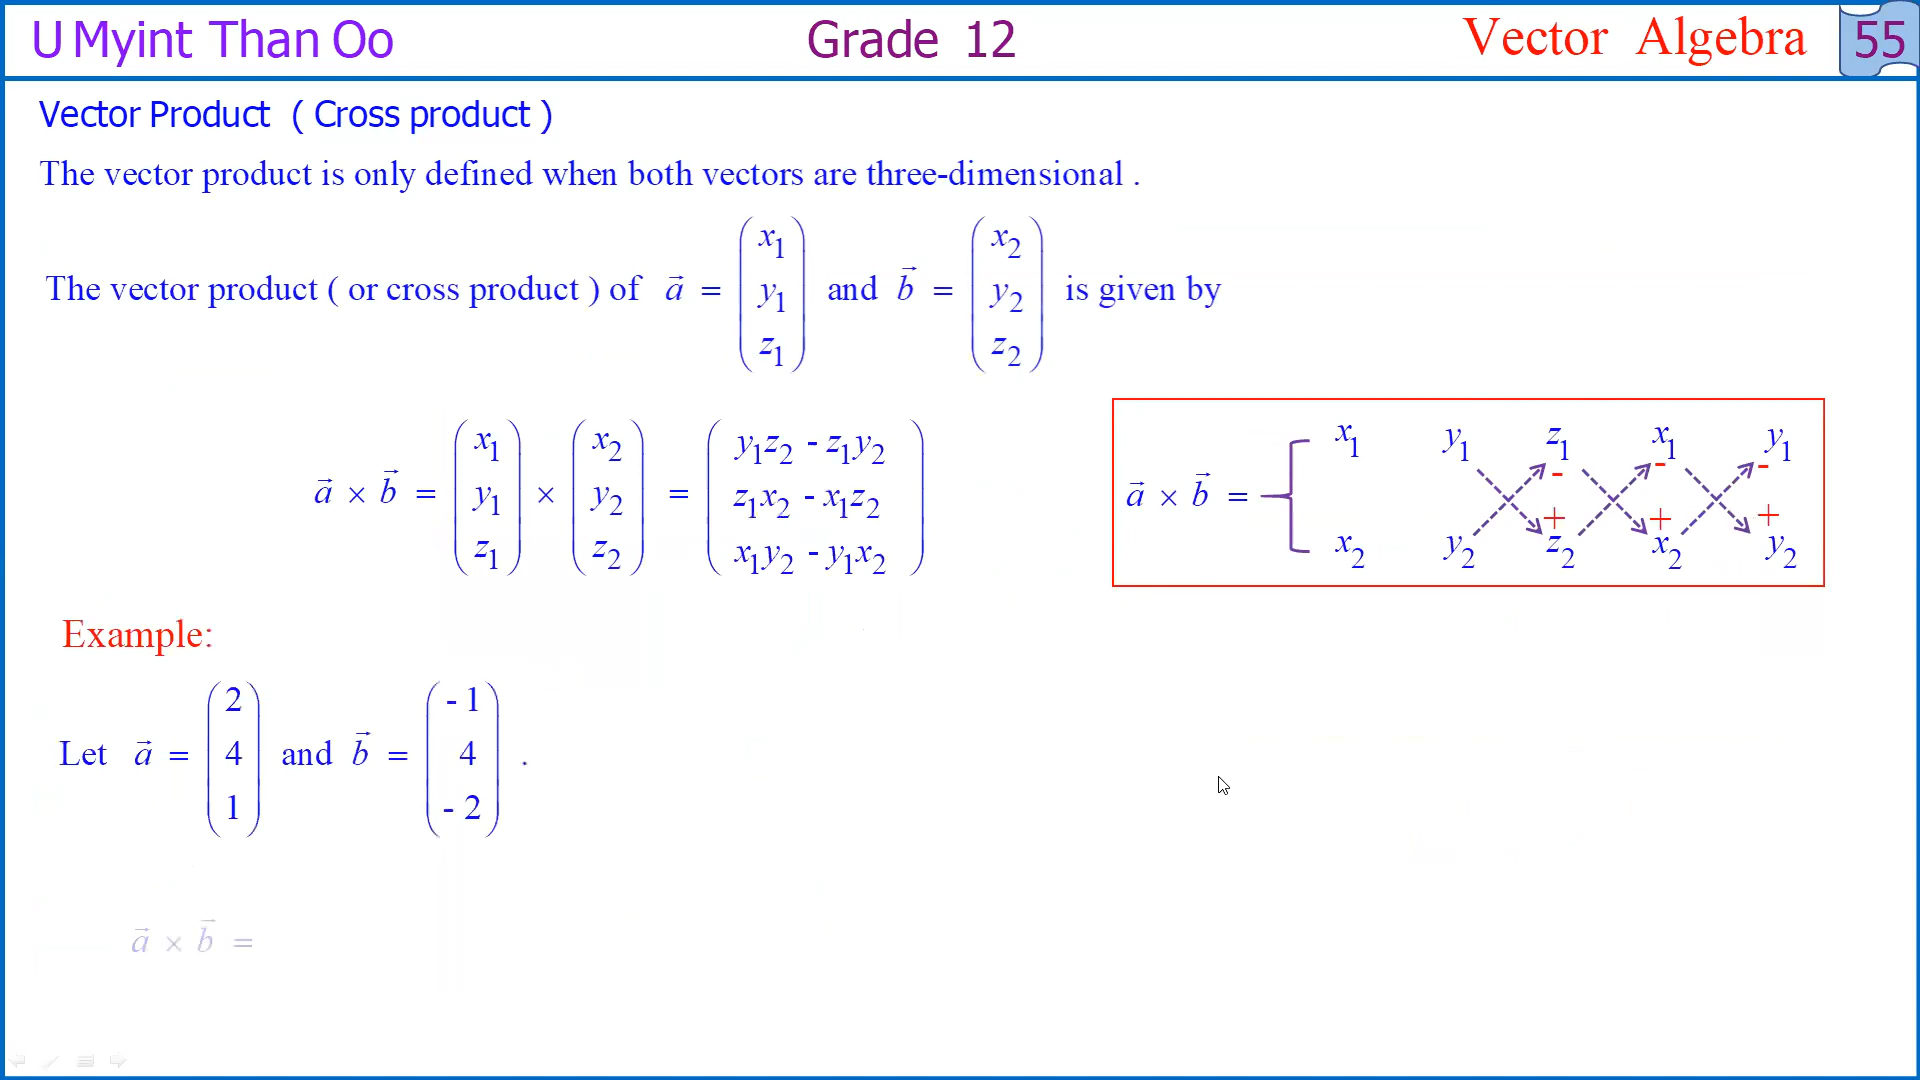 U Myint Than Oo Grade 12 Vector Algebra 55
Vector Product ( Cross product )
The vector product is only defined when both vectors are three-dimensional .
The vector product ( or cross product ) of a⃗ = (x₁ y₁ z₁) and b⃗ = (x₂ y₂ z₂) is given by
a⃗ × b⃗ = (x₁ y₁ z₁) × (x₂ y₂ z₂) = (y₁z₂ - z₁y₂ z₁x₂ - x₁z₂ x₁y₂ - y₁x₂)
x₁ y₁ z₁ x₁ y₁
- - -
a⃗ × b⃗ =
+ + +
x₂ y₂ z₂ x₂ y₂
Example:
Let a⃗ = (2 4 1) and b⃗ = (- 1 4 - 2) .
a⃗ × b⃗ =